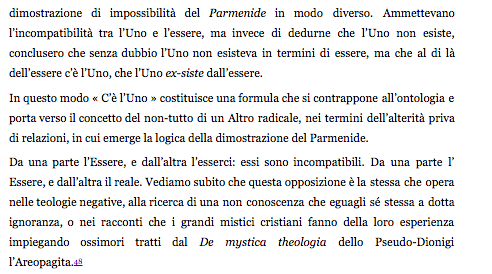 dimostrazione di impossibilità del Parmenide in modo diverso. Ammettevano
l'incompatibilità tra l'Uno e l'essere, ma invece di dedurne che l'Uno non esiste,
conclusero che senza dubbio l'Uno non esisteva in termini di essere, ma che al di là
dell'essere c'è l'Uno, che l'Uno ex-siste dall'essere.
In questo modo « C'è l'Uno » costituisce una formula che si contrappone all'ontologia e
porta verso il concetto del non-tutto di un Altro radicale, nei termini dell'alterità priva
di relazioni, in cui emerge la logica della dimostrazione del Parmenide.
Da una parte l'Essere, e dall'altra l'esserci: essi sono incompatibili. Da una parte l'
Essere, e dall'altra il reale. Vediamo subito che questa opposizione è la stessa che opera
nelle teologie negative, alla ricerca di una non conoscenza che eguagli sé stessa a dotta
ignoranza, o nei racconti che i grandi mistici cristiani fanno della loro esperienza
impiegando ossimori tratti dal De mystica theologia dello Pseudo-Dionigi
l'Areopagita.48